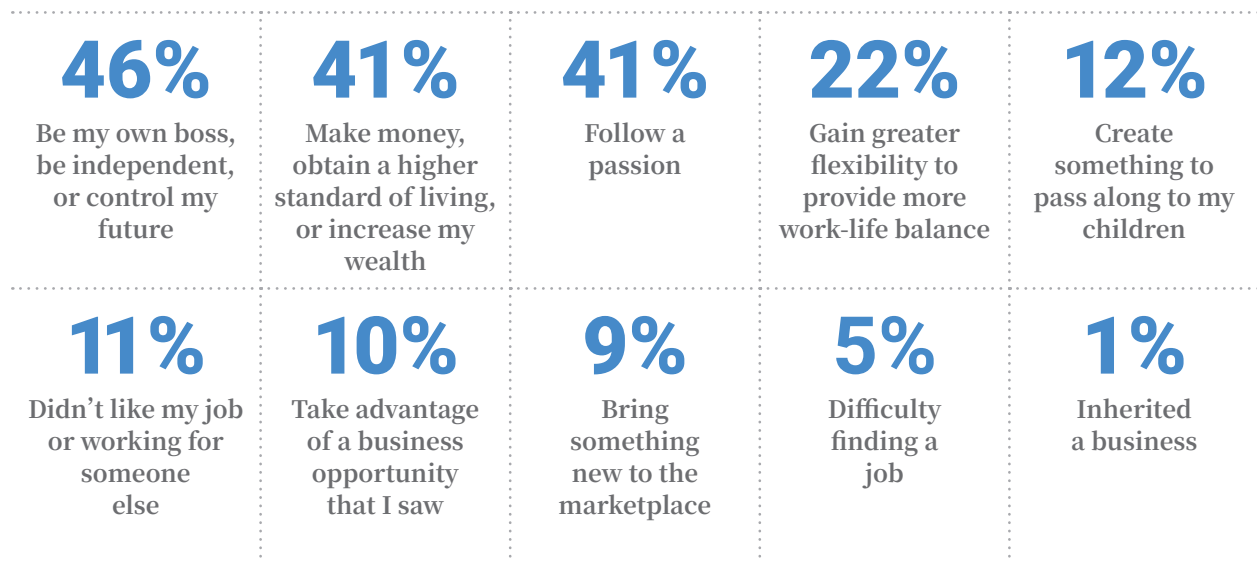 46%
Be my own boss,
be independent,
or control my
future
41%
Make money,
obtain a higher
standard of living,
or increase my
wealth
41%
Follow a
passion
22%
Gain greater
flexibility to
provide more
work-life balance
12%
Create
something to
pass along to my
children
11%
Didn’t like my job
or working for
someone
else
10%
Take advantage
of a business
opportunity
that I saw
9%
Bring
something
new to the
marketplace
5%
Difficulty
finding a
job
1%
Inherited
a business